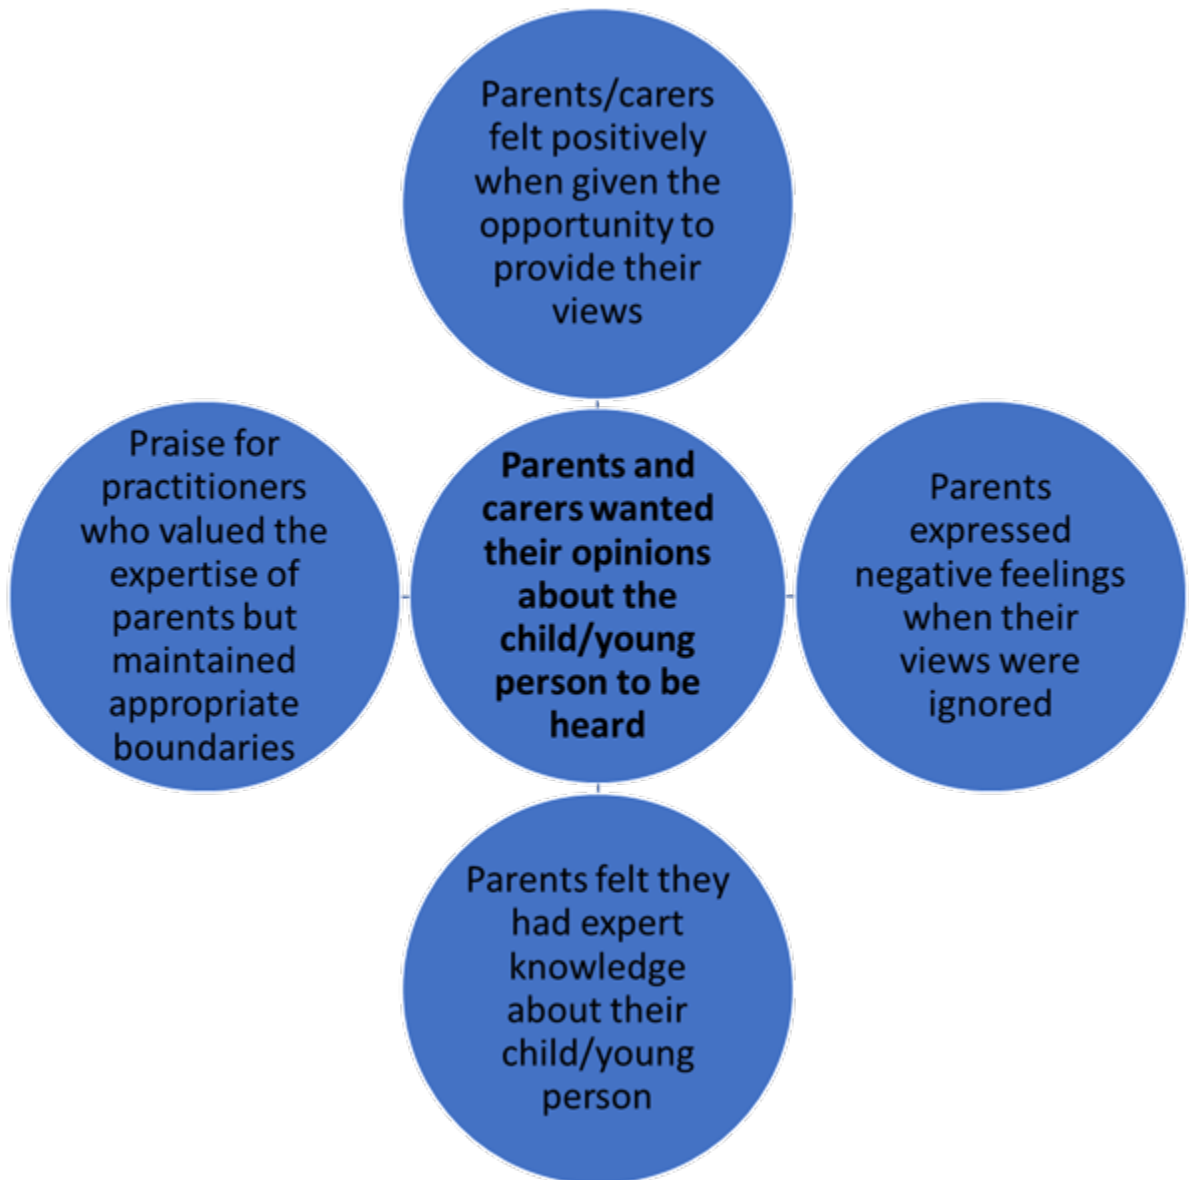 Parents/carers
felt positively
when given the
opportunity to
provide their
views
Praise for
practitioners
who valued the
expertise of
parents but
maintained
appropriate
boundaries
Parents and
carers wanted
their opinions
about the
child/young
person to be
heard
Parents
expressed
negative feelings
when their
views were
ignored
Parents felt they
had expert
knowledge
about their
child/young
person